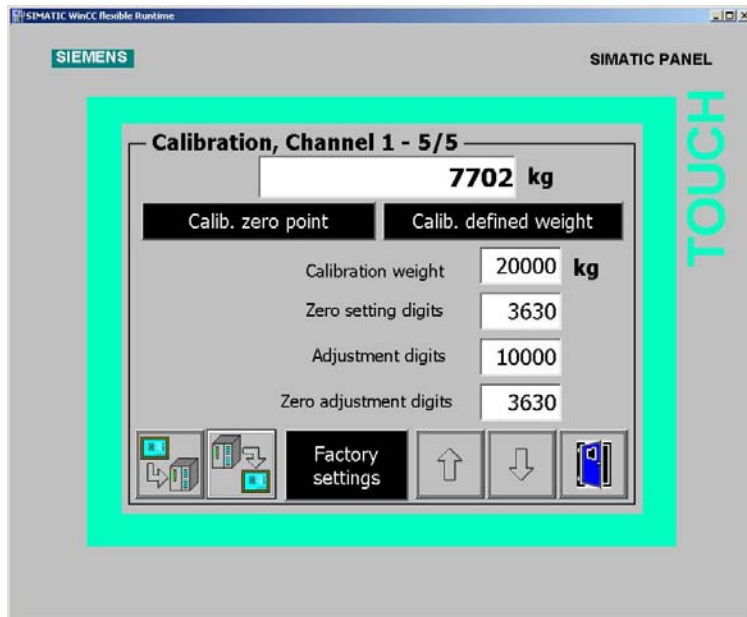 SIMATIC WinCC flexible Runtime
SIEMENS
SIMATIC PANEL
TOUCH
Calibration, Channel 1 - 5/5
7702 kg
Calib. zero point
Calib. defined weight
Calibration weight 20000 kg
Zero setting digits 3630
Adjustment digits 10000
Zero adjustment digits 3630
Factory
settings